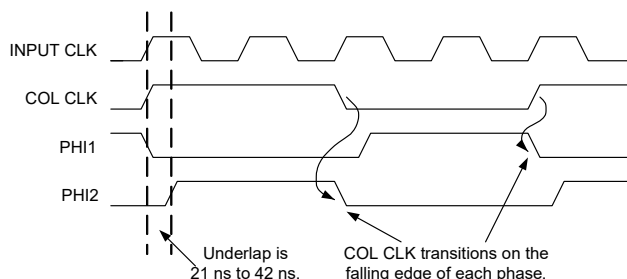 INPUT CLK
COL CLK
PHI1
PHI2
Underlap is
21 ns to 42 ns.
COL CLK transitions on the
falling edge of each phase.